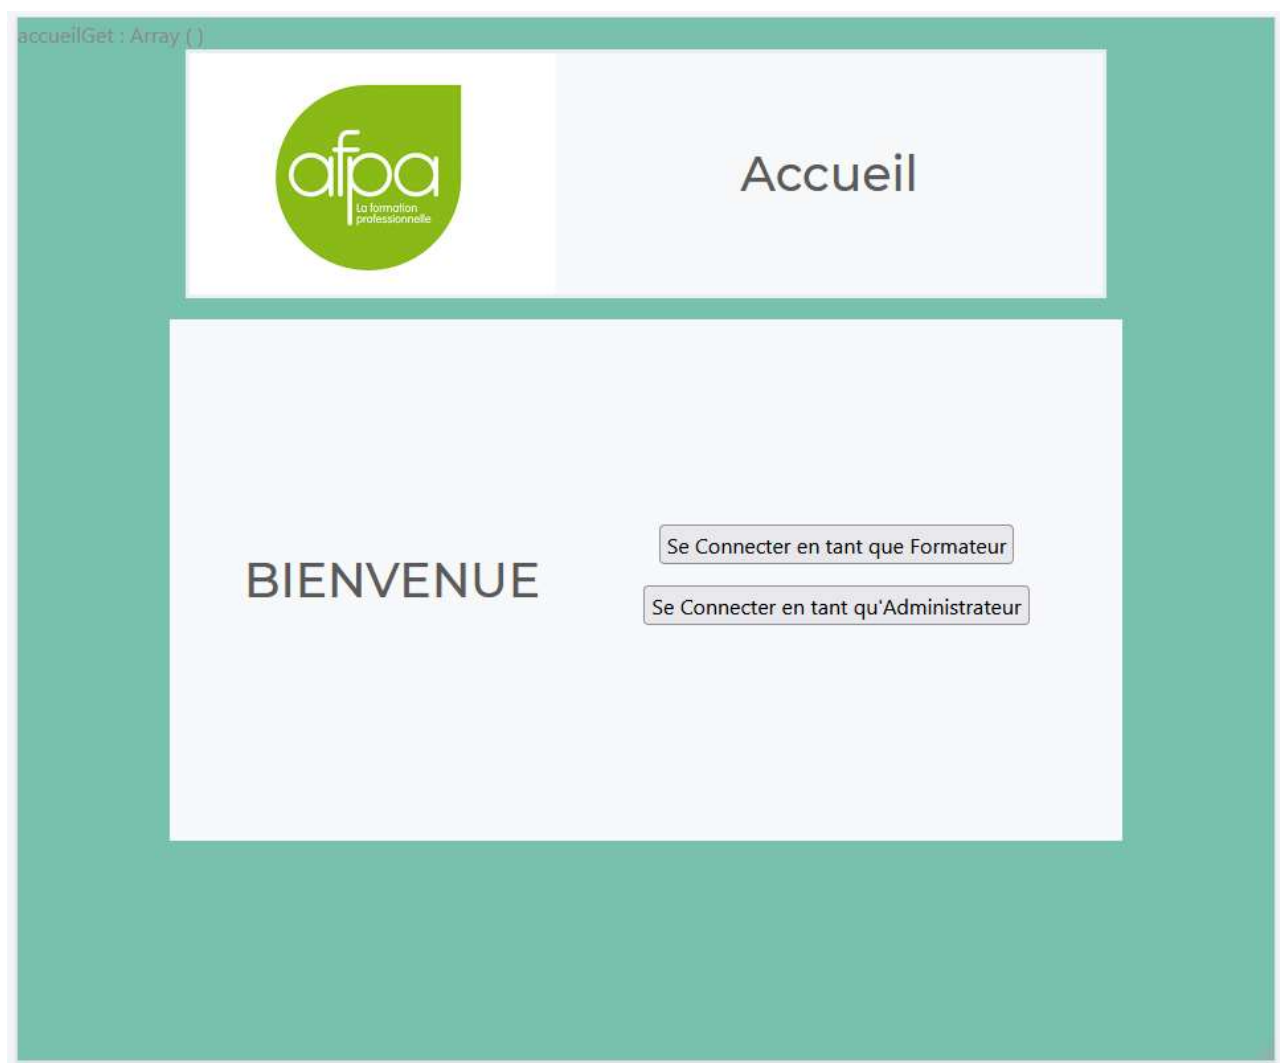 accueilGet : Array ( )
afpa
La formation
professionnelle
Accueil
BIENVENUE
Se Connecter en tant que Formateur
Se Connecter en tant qu'Administrateur